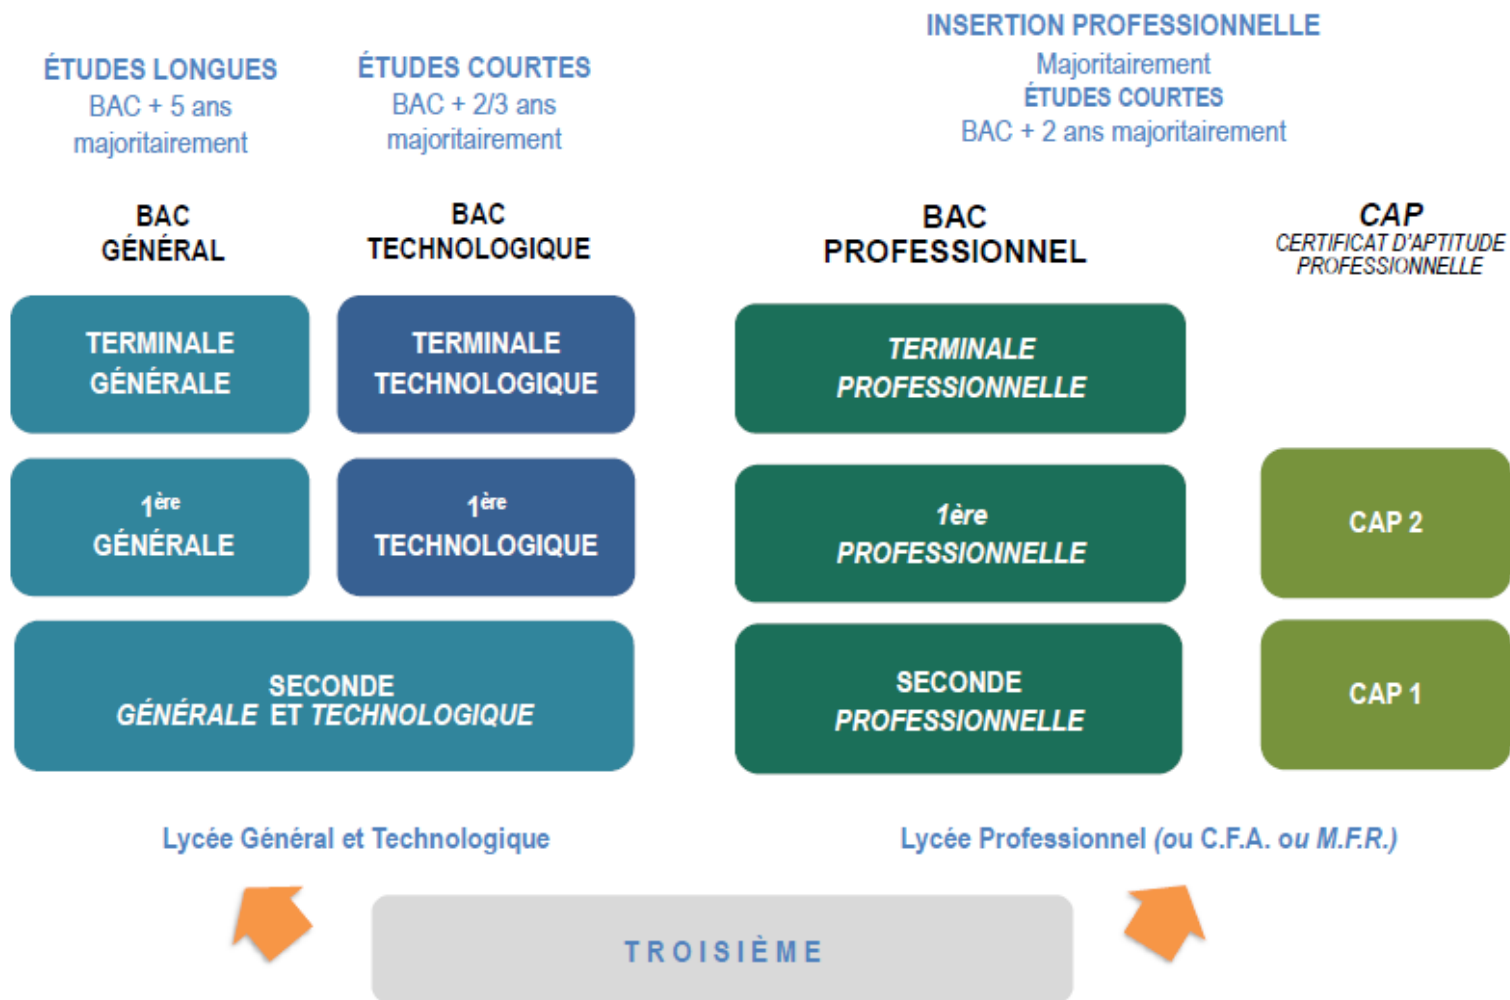 INSERTION PROFESSIONNELLE
Majoritairement
ÉTUDES COURTES
BAC + 2 ans majoritairement
ÉTUDES LONGUES
BAC + 5 ans
majoritairement
ÉTUDES COURTES
BAC + 2/3 ans
majoritairement
BAC
GÉNÉRAL
BAC
TECHNOLOGIQUE
BAC
PROFESSIONNEL
CAP
CERTIFICAT D'APTITUDE
PROFESSIONNELLE
TERMINALE
GÉNÉRALE
TERMINALE
TECHNOLOGIQUE
TERMINALE
PROFESSIONNELLE
1ère
GÉNÉRALE
1ère
TECHNOLOGIQUE
1ère
PROFESSIONNELLE
CAP 2
SECONDE
GÉNÉRALE ET TECHNOLOGIQUE
SECONDE
PROFESSIONNELLE
CAP 1
Lycée Général et Technologique
Lycée Professionnel (ou C.F.A. ou M.F.R.)
TROISIÈME